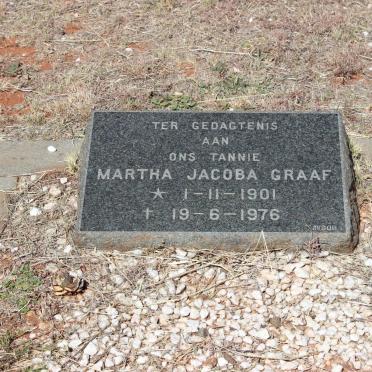 TER GEDAGTENIS
AAN
ONS TANNIE
MARTHA JACOBA GRAAF
* 1-11-1901
† 19-6-1976